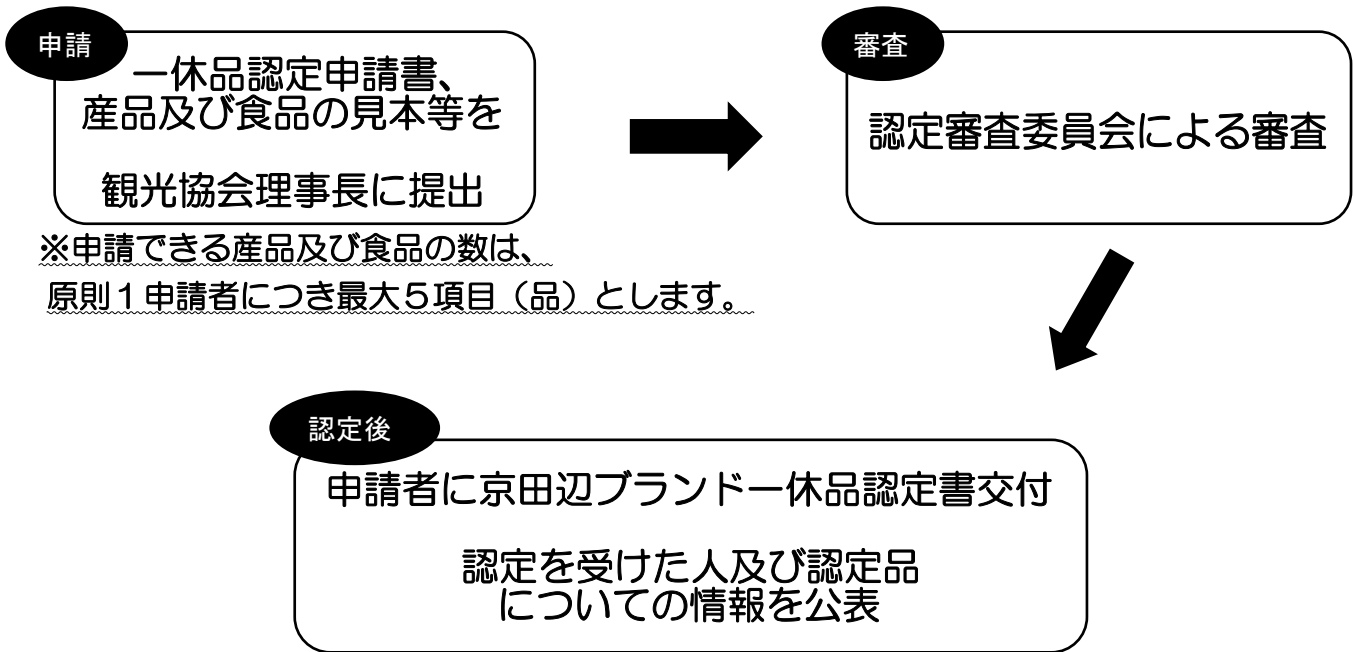 申請
一休品認定申請書、
産品及び食品の見本等を
観光協会理事長に提出
※申請できる産品及び食品の数は、
原則１申請者につき最大５項目（品）とします。
審査
認定審査委員会による審査
認定後
申請者に京田辺ブランド一休品認定書交付
認定を受けた人及び認定品
についての情報を公表